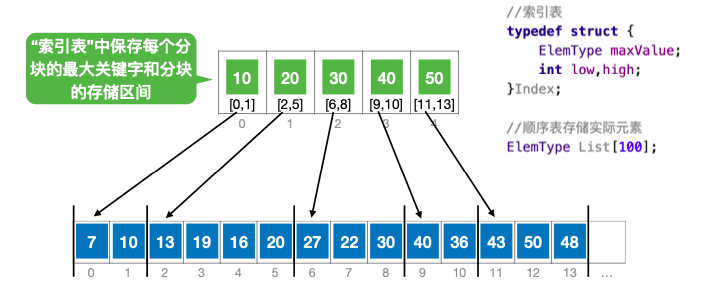 “索引表”中保存每个分
块的最大关键字和分块
的存储区间
10 20 30 40 50
[0,1] [2,5] [6,8] [9,10] [11,13]
0 1 2 3 4
//索引表
typedef struct {
ElemType maxValue;
int low,high;
}Index;
//顺序表存储实际元素
ElemType List[100];
7 10 13 19 16 20 27 22 30 40 36 43 50 48
0 1 2 3 4 5 6 7 8 9 10 11 12 13 ...